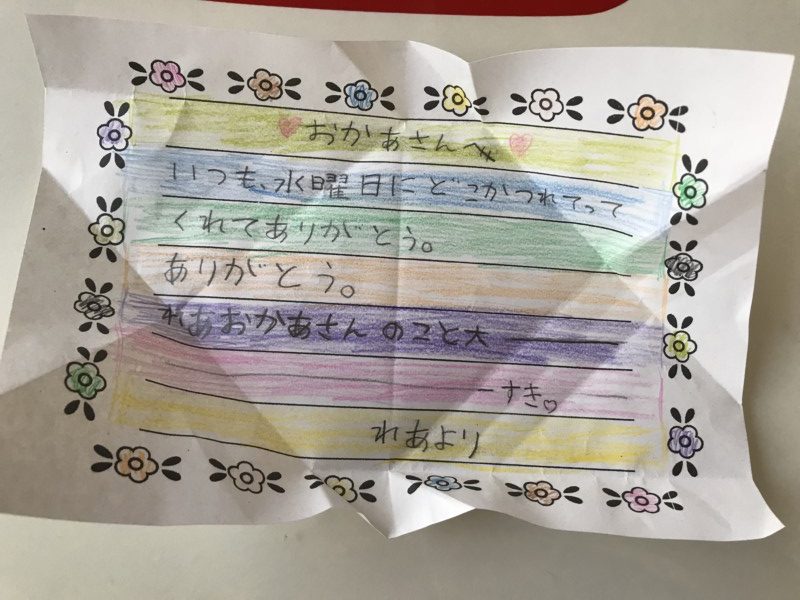 おかあさんへ
いつも、水曜日にどこかつれてって
くれてありがとう。
ありがとう。
れあおかあさんのこと大――――
――――すき♡
れあより